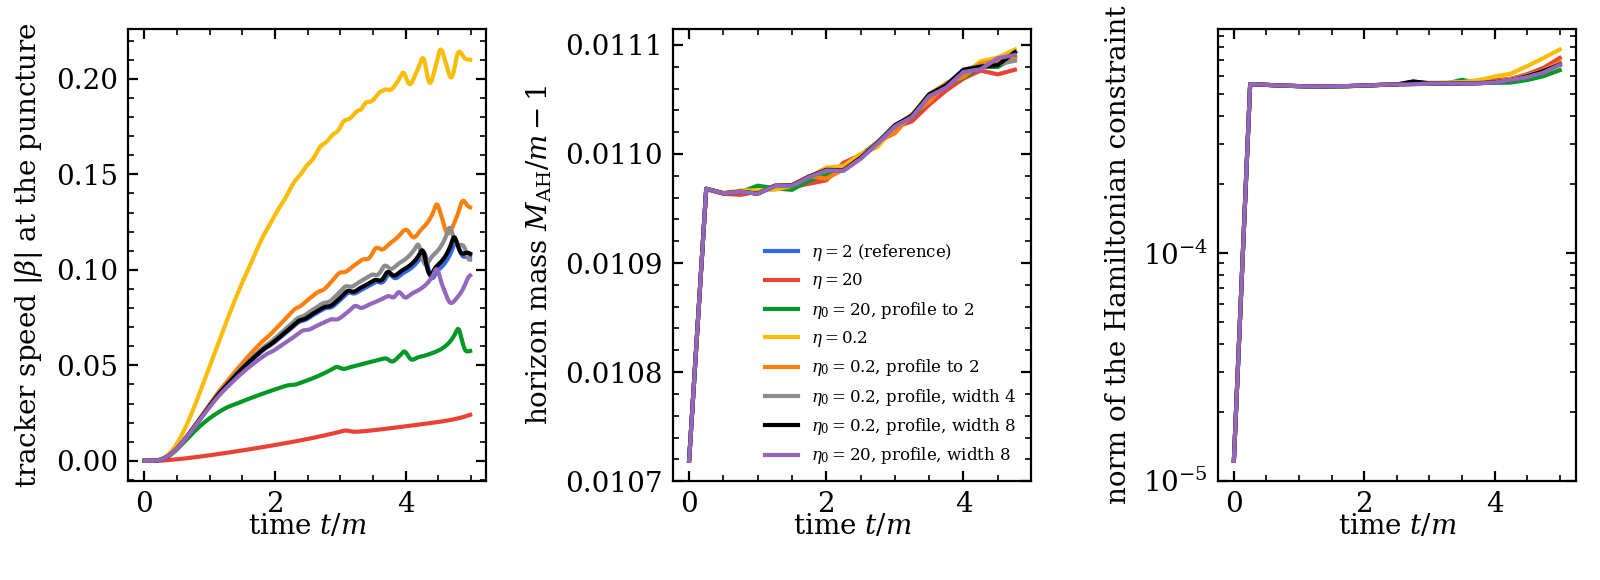 tracker speed |β| at the puncture
0.20
0.15
0.10
0.05
0.00
0 2 4
time t/m
horizon mass M_AH/m − 1
0.0111
0.0110
0.0109
0.0108
0.0107
η = 2 (reference)
η = 20
η₀ = 20, profile to 2
η = 0.2
η₀ = 0.2, profile to 2
η₀ = 0.2, profile, width 4
η₀ = 0.2, profile, width 8
η₀ = 20, profile, width 8
0 2 4
time t/m
norm of the Hamiltonian constraint
10⁻⁴
10⁻⁵
0 2 4
time t/m